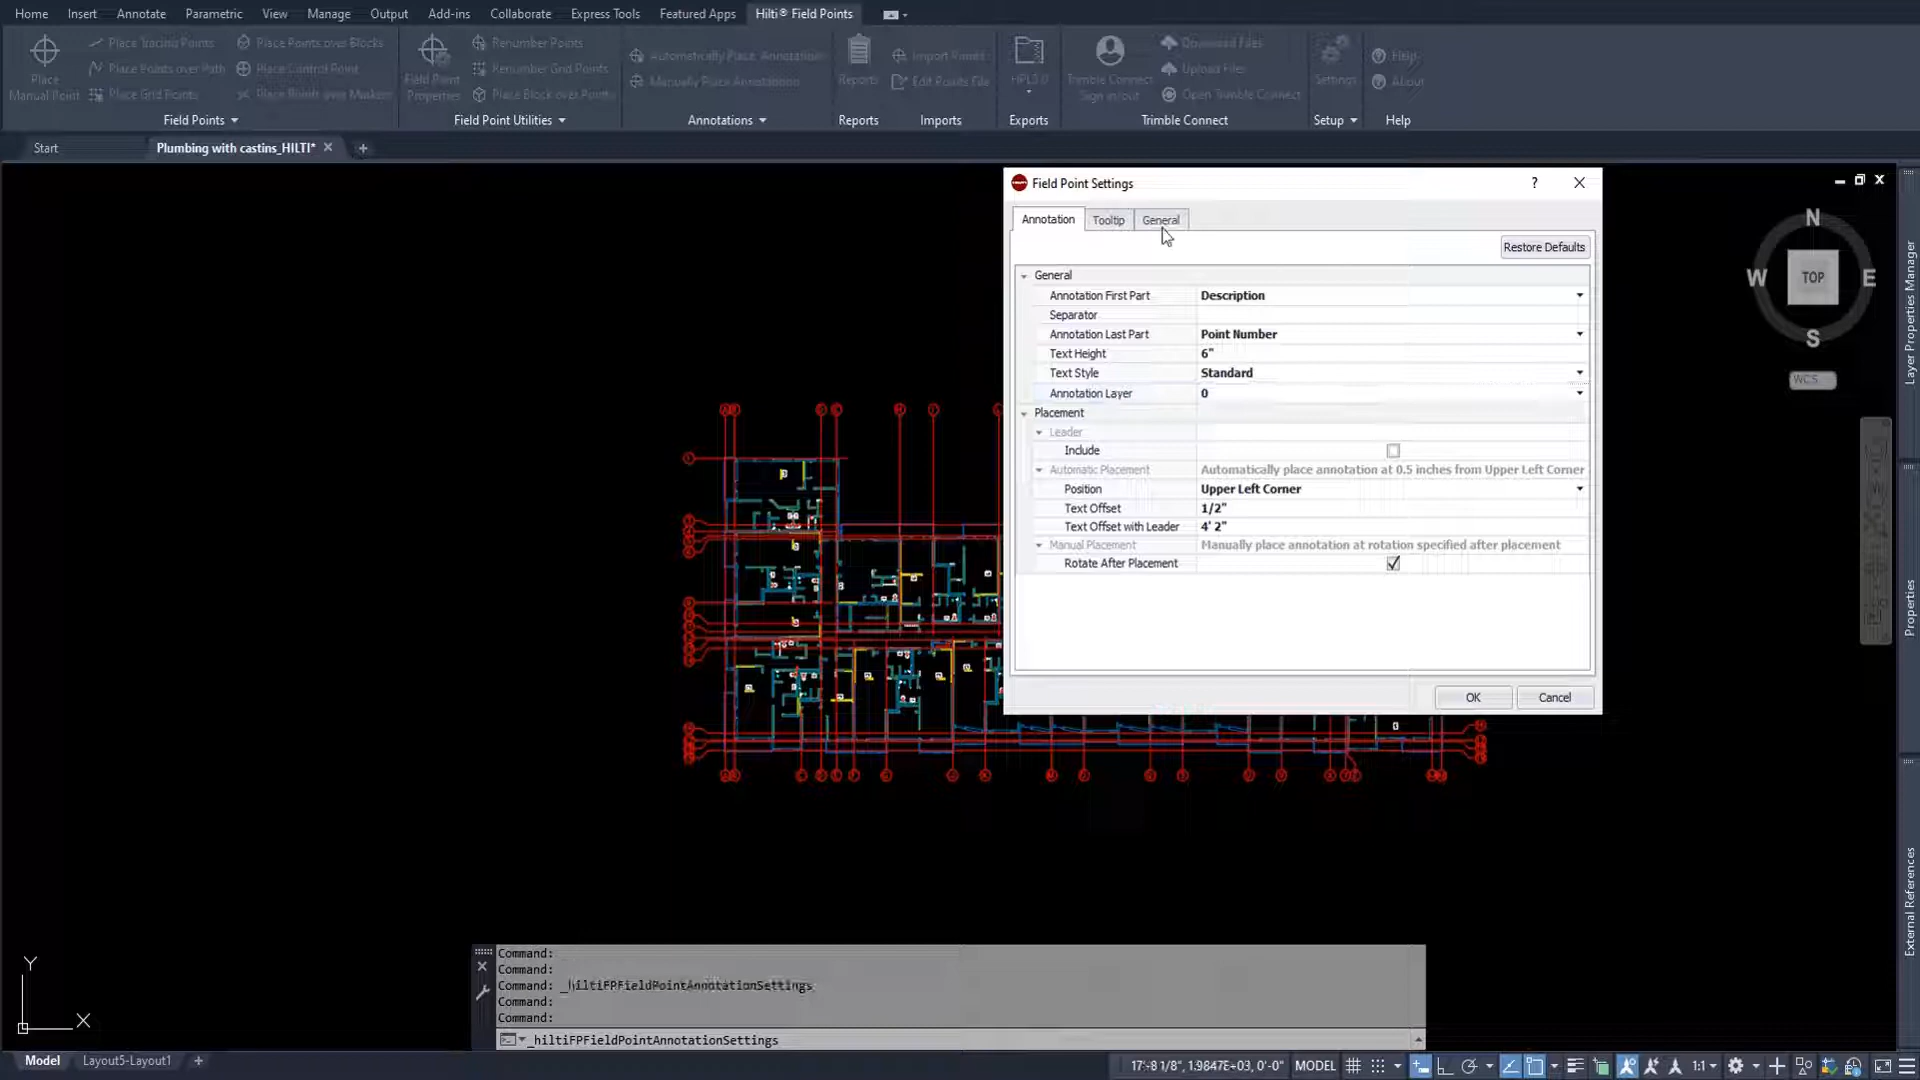 Home Insert Annotate Parametric View Manage Output Add-ins Collaborate Express Tools Featured Apps Hilti® Field Points
Place Tracing Points Place Points over Blocks Renumber Points Import Points Download Files Help
Automatically Place Annotations
Place Points over Path Place Control Point Renumber Grid Points Upload Files
Place Manual Point Field Point Properties Reports HPLS.0 Trimble Connect Sign in/out Settings
Manually Place Annotations Edit Points File About
Place Grid Points Place Points over Markers Place Block over Points Open Trimble Connect
Field Points Field Point Utilities Annotations Reports Imports Exports Trimble Connect Setup Help
Start Plumbing with castins_HILTI*
Field Point Settings ?
Annotation Tooltip General
Restore Defaults
General
Annotation First Part Description
Separator
Annotation Last Part Point Number
Text Height 6"
Text Style Standard
Annotation Layer 0
Placement
Leader
Include
Automatic Placement Automatically place annotation at 0.5 inches from Upper Left Corner
Position Upper Left Corner
Text Offset 1/2"
Text Offset with Leader 4' 2"
Manual Placement Manually place annotation at rotation specified after placement
Rotate After Placement
OK Cancel
N
W TOP E
S
WCS
Layer Properties Manager
Properties
External References
Command:
Command:
Command: _hiltiFPFieldPointAnnotationSettings
Command:
Command:
_hiltiFPFieldPointAnnotationSettings
Y
X
Model Layout5-Layout1 +
17'-8 1/8", 1.9847E+03, 0'-0" MODEL 1:1